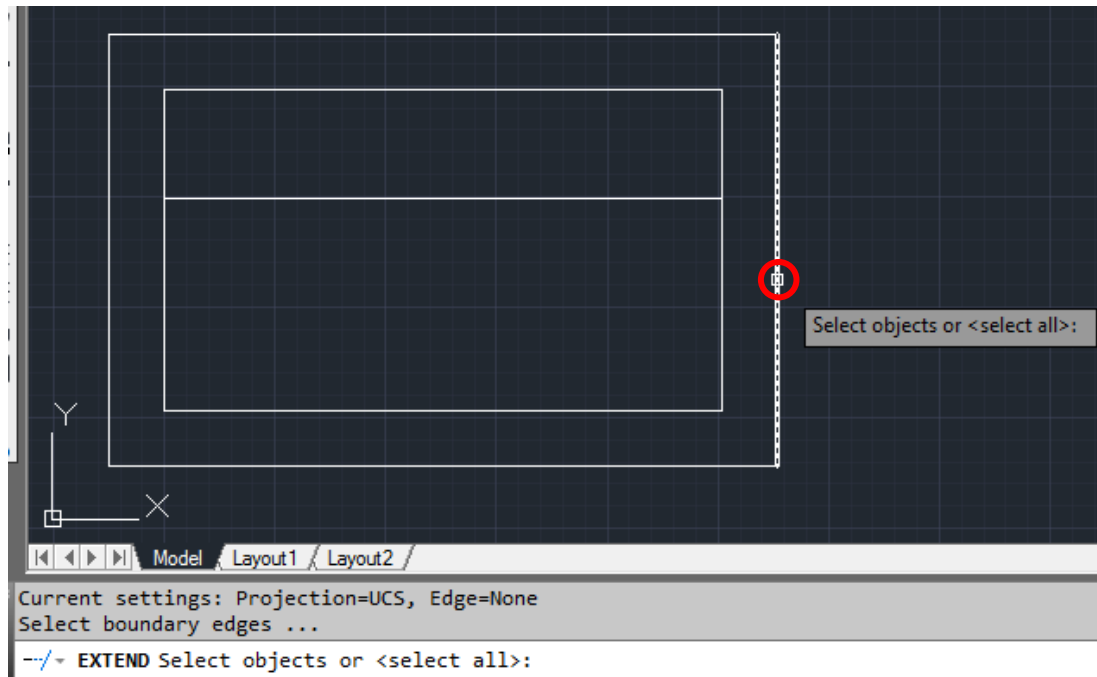 Select objects or <select all>:
Y
X
Model Layout1 Layout2
Current settings: Projection=UCS, Edge=None
Select boundary edges ...
EXTEND Select objects or <select all>: